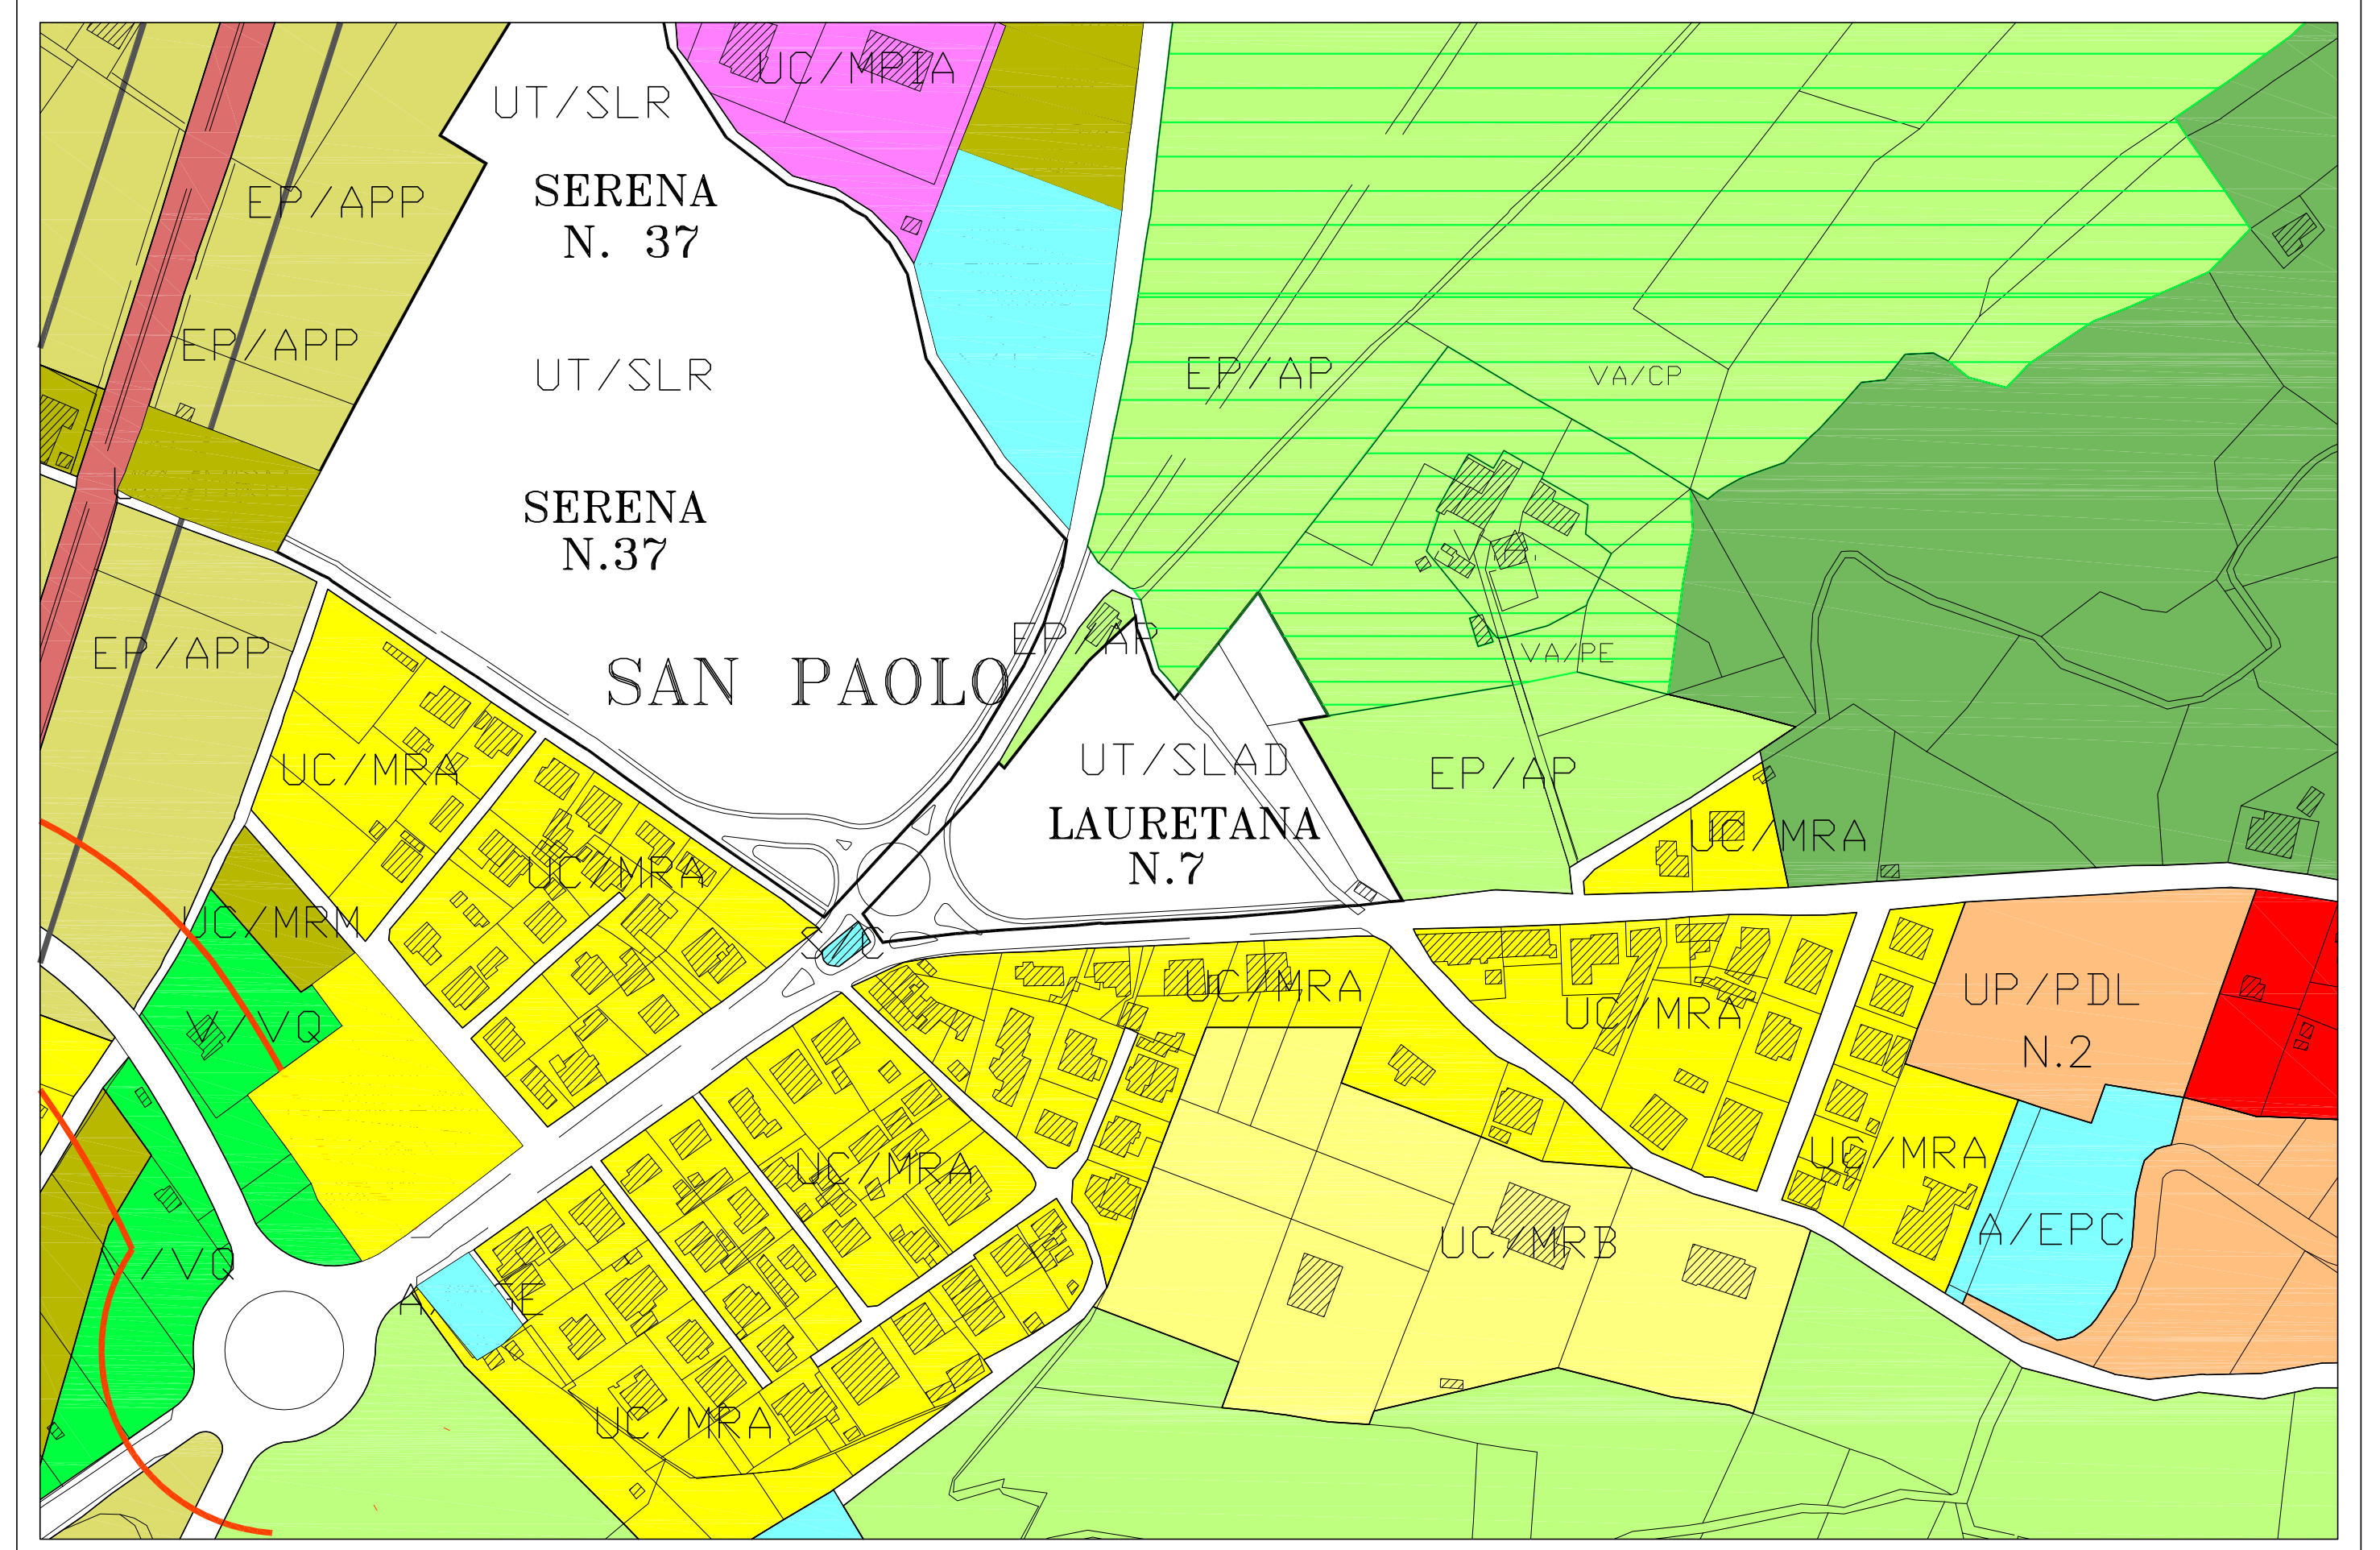 UC/MPIA
UT/SLR
SERENA
N. 37
EP/APP
EP/APP
UT/SLR
EP/AP
VA/CP
SERENA
N.37
EP/APP
EP/AP
VA/PE
SAN PAOLO
UT/SLAD
EP/AP
UC/MRA
LAURETANA
N.7
UC/MRA
UC/MRA
UC/MRM
UC/MRA
UP/PDL
N.2
V/VQ
UC/MRA
UC/MRA
UC/MRA
A/EPC
UC/MRB
/VQ
UC/MRA